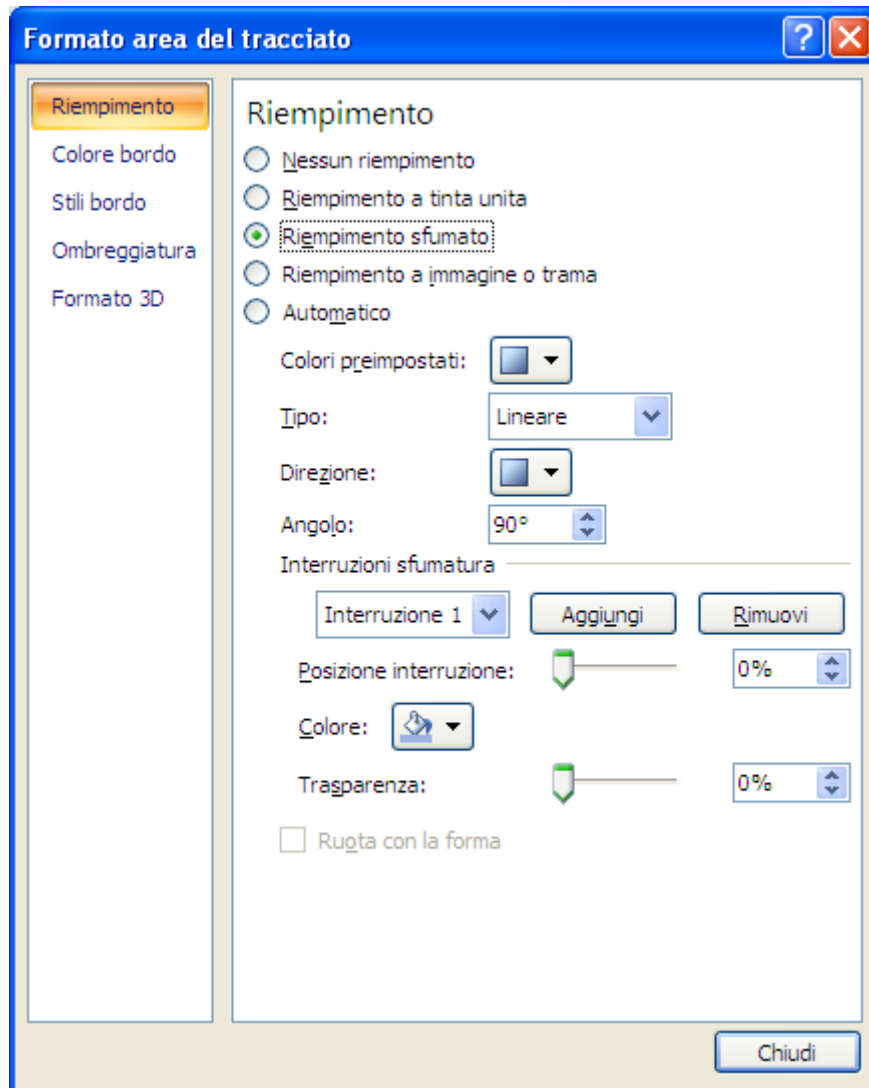 Formato area del tracciato
Riempimento
Colore bordo
Stili bordo
Ombreggiatura
Formato 3D
Riempimento
Nessun riempimento
Riempimento a tinta unita
Riempimento sfumato
Riempimento a immagine o trama
Automatico
Colori preimpostati:
Tipo: Lineare
Direzione:
Angolo: 90°
Interruzioni sfumatura
Interruzione 1 Aggiungi Rimuovi
Posizione interruzione: 0%
Colore:
Trasparenza: 0%
Ruota con la forma
Chiudi